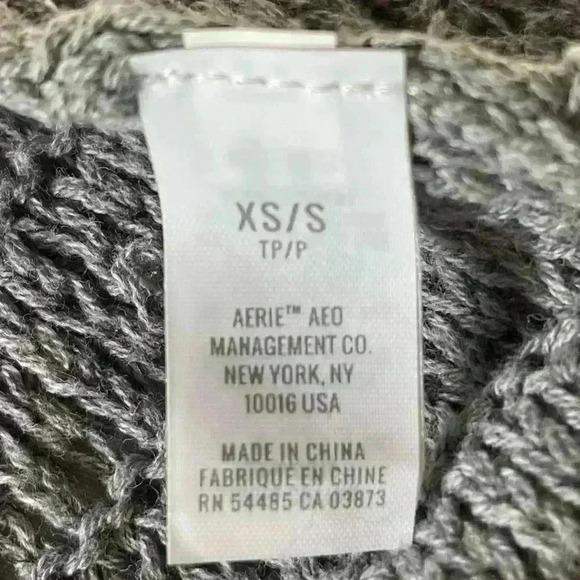 XS/S
TP/P
AERIE™ AEO
MANAGEMENT CO.
NEW YORK, NY
10016 USA
MADE IN CHINA
FABRIQUE EN CHINE
RN 54485 CA 03873